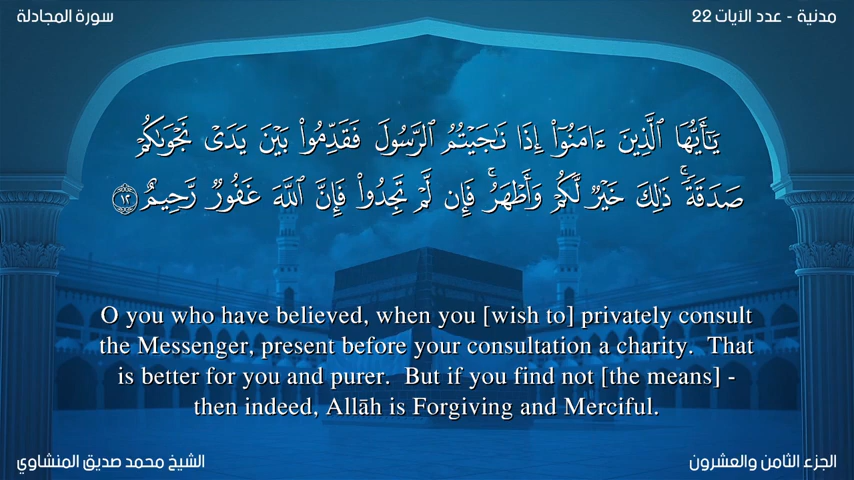 سورة المجادلة
مدنية - عدد الآيات 22
يَـٰٓأَيُّهَا ٱلَّذِينَ ءَامَنُوٓا۟ إِذَا نَـٰجَيْتُمُ ٱلرَّسُولَ فَقَدِّمُوا۟ بَيْنَ يَدَىْ نَجْوَىٰكُمْ
صَدَقَةً ۚ ذَٰلِكَ خَيْرٌ لَّكُمْ وَأَطْهَرُ ۚ فَإِن لَّمْ تَجِدُوا۟ فَإِنَّ ٱللَّهَ غَفُورٌ رَّحِيمٌ ١٢
O you who have believed, when you [wish to] privately consult
the Messenger, present before your consultation a charity. That
is better for you and purer. But if you find not [the means] -
then indeed, Allāh is Forgiving and Merciful.
الشيخ محمد صديق المنشاوي
الجزء الثامن والعشرون